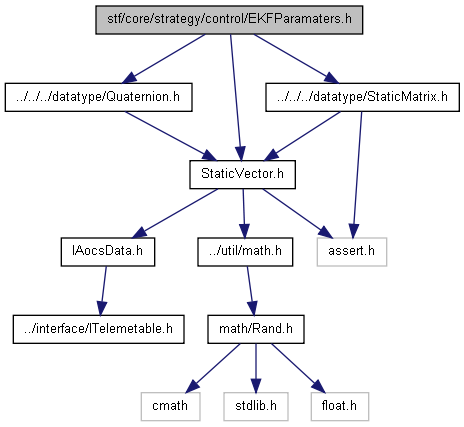 stf/core/strategy/control/EKFParamaters.h
../../../datatype/Quaternion.h
../../../datatype/StaticMatrix.h
StaticVector.h
IAocsData.h
../util/math.h
assert.h
../interface/ITelemetable.h
math/Rand.h
cmath
stdlib.h
float.h